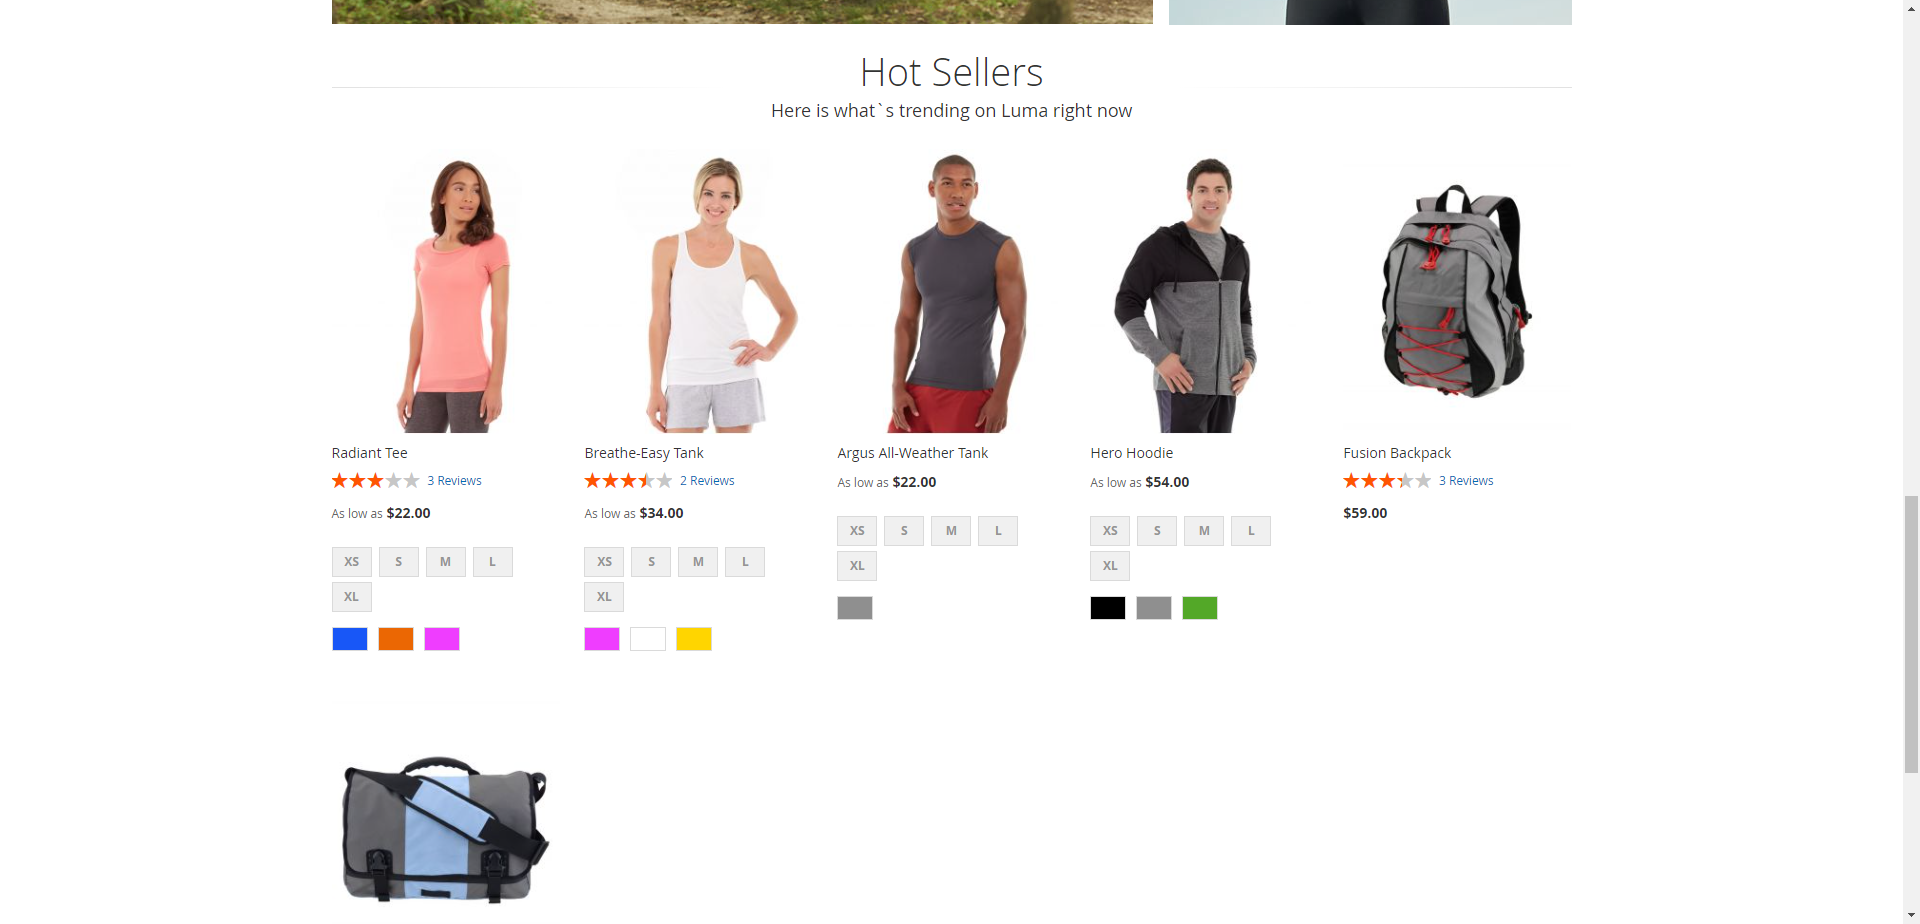 Hot Sellers
Here is what`s trending on Luma right now
Radiant Tee
3 Reviews
As low as $22.00
XS S M L
XL
Breathe-Easy Tank
2 Reviews
As low as $34.00
XS S M L
XL
Argus All-Weather Tank
As low as $22.00
XS S M L
XL
Hero Hoodie
As low as $54.00
XS S M L
XL
Fusion Backpack
3 Reviews
$59.00